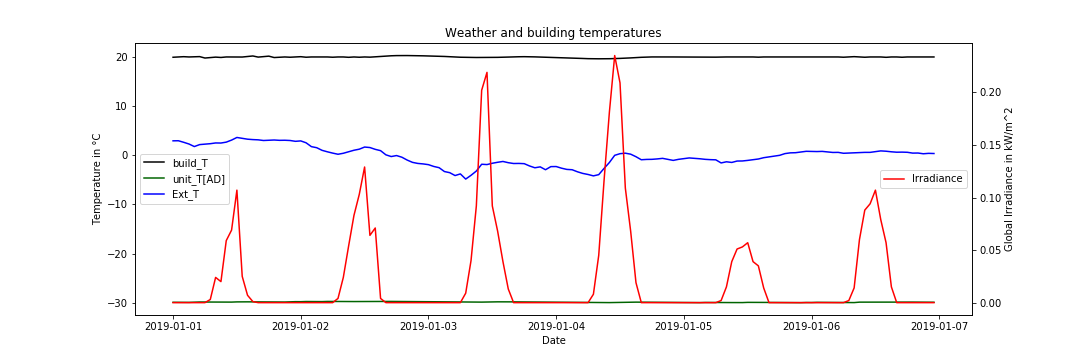 Weather and building temperatures
Temperature in °C
20
10
0
−10
−20
−30
build_T
unit_T[AD]
Ext_T
Irradiance
0.20
0.15
0.10
0.05
0.00
Global Irradiance in kW/m^2
2019-01-01
2019-01-02
2019-01-03
2019-01-04
2019-01-05
2019-01-06
2019-01-07
Date